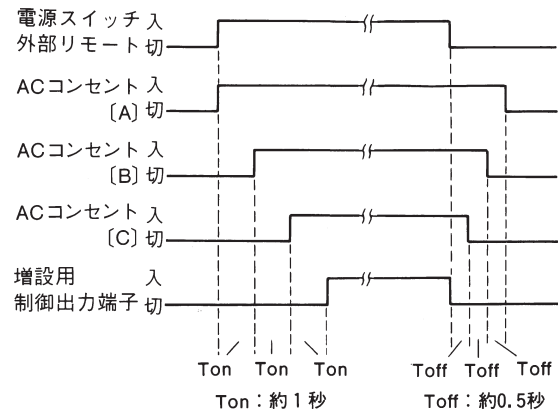 電源スイッチ 入
外部リモート 切
ACコンセント 入
〔A〕切
ACコンセント 入
〔B〕切
ACコンセント 入
〔C〕切
増設用 入
制御出力端子 切
Ton Ton Ton Toff Toff Toff
Ton：約1秒 Toff：約0.5秒